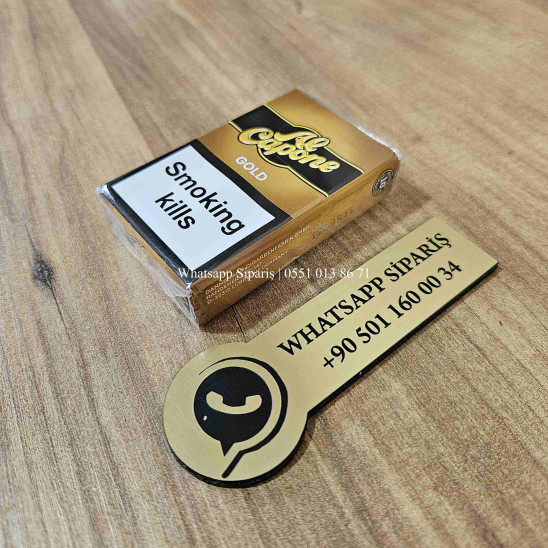 Al
Capone
GOLD
Smoking
kills
Whatsapp Sipariş | 0551 013 86 71
WHATSAPP SİPARİŞ
+90 501 160 00 34